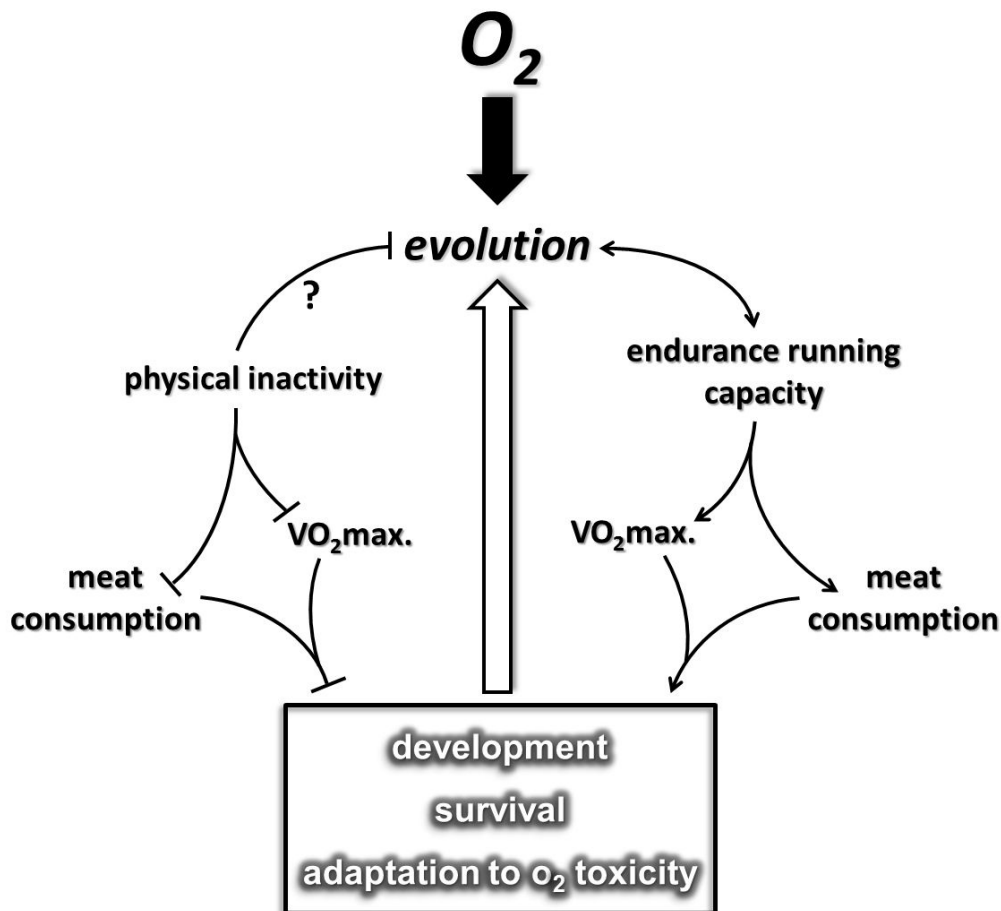 O₂
evolution
?
physical inactivity
endurance running
capacity
VO₂max.
VO₂max.
meat
consumption
meat
consumption
development
survival
adaptation to o₂ toxicity